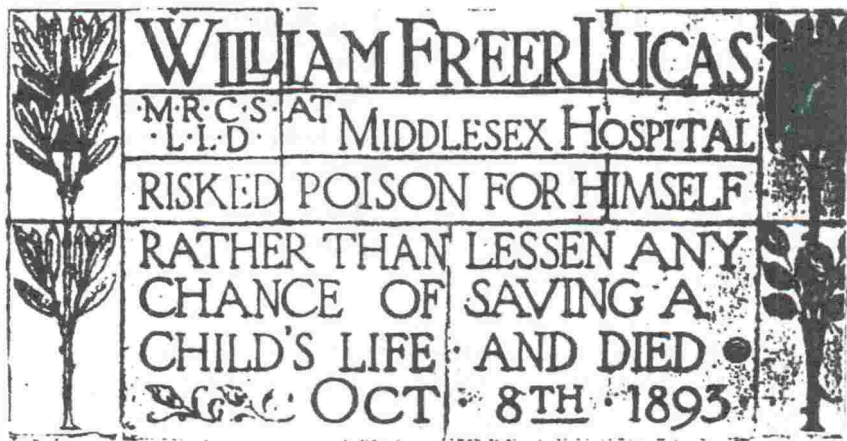 WILLIAM FREER LUCAS
·M·R·C·S· AT MIDDLESEX HOSPITAL
·L·L·D·
RISKED POISON FOR HIMSELF
RATHER THAN LESSEN ANY
CHANCE OF SAVING A
CHILD'S LIFE · AND DIED
OCT · 8TH · 1893